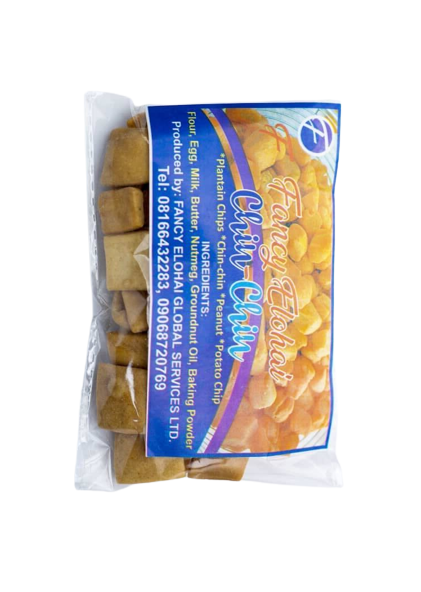 F
Fancy Elohai
Chin-Chin
*Plantain Chips *Chin-chin *Peanut *Potato Chip
INGREDIENTS:
Flour, Egg, Milk, Butter, Nutmeg, Groundnut Oil, Baking Powder
Produced by: FANCY ELOHAI GLOBAL SERVICES LTD.
Tel: 08166432283, 09068720769